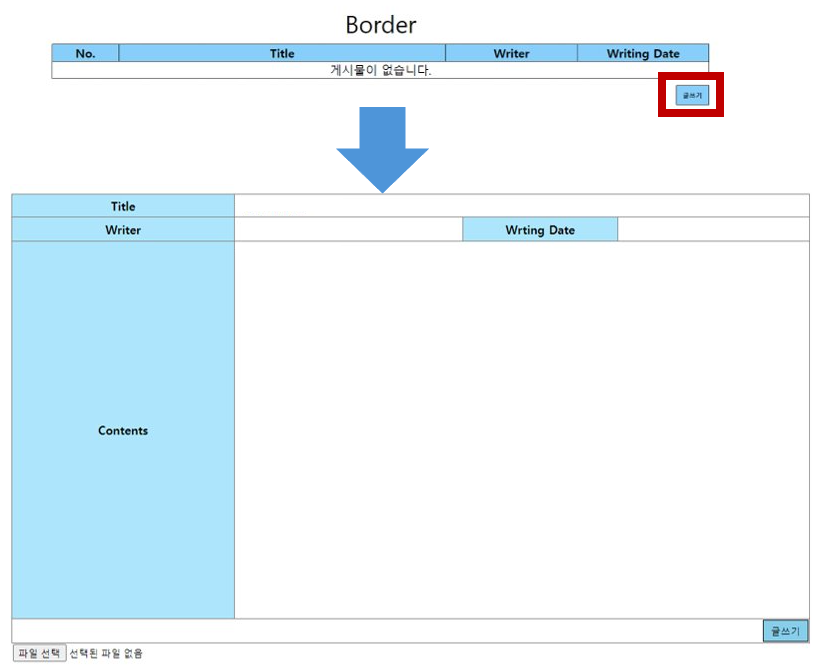 Border
No. Title Writer Writing Date
게시물이 없습니다.
글쓰기
Title
Writer Wrting Date
Contents
글쓰기
파일 선택 선택된 파일 없음